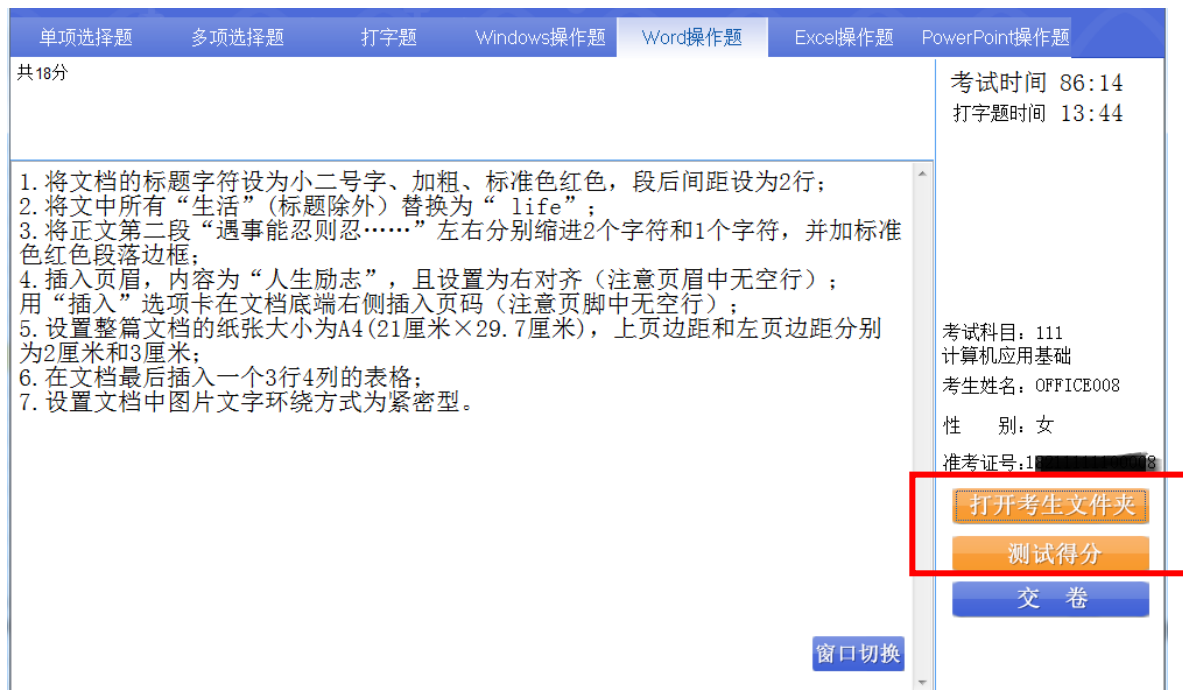 单项选择题 多项选择题 打字题 Windows操作题 Word操作题 Excel操作题 PowerPoint操作题
共18分
1. 将文档的标题字符设为小二号字、加粗、标准色红色，段后间距设为2行；
2. 将文中所有“生活”(标题除外) 替换为“ life”；
3. 将正文第二段“遇事能忍则忍……”左右分别缩进2个字符和1个字符，并加标准
色红色段落边框；
4. 插入页眉，内容为“人生励志”，且设置为右对齐（注意页眉中无空行）；
用“插入”选项卡在文档底端右侧插入页码（注意页脚中无空行）；
5. 设置整篇文档的纸张大小为A4(21厘米×29.7厘米)，上页边距和左页边距分别
为2厘米和3厘米；
6. 在文档最后插入一个3行4列的表格；
7. 设置文档中图片文字环绕方式为紧密型。
窗口切换
考试时间 86:14
打字题时间 13:44
考试科目：111
计算机应用基础
考生姓名：OFFICE008
性 别：女
准考证号:1
打开考生文件夹
测试得分
交 卷